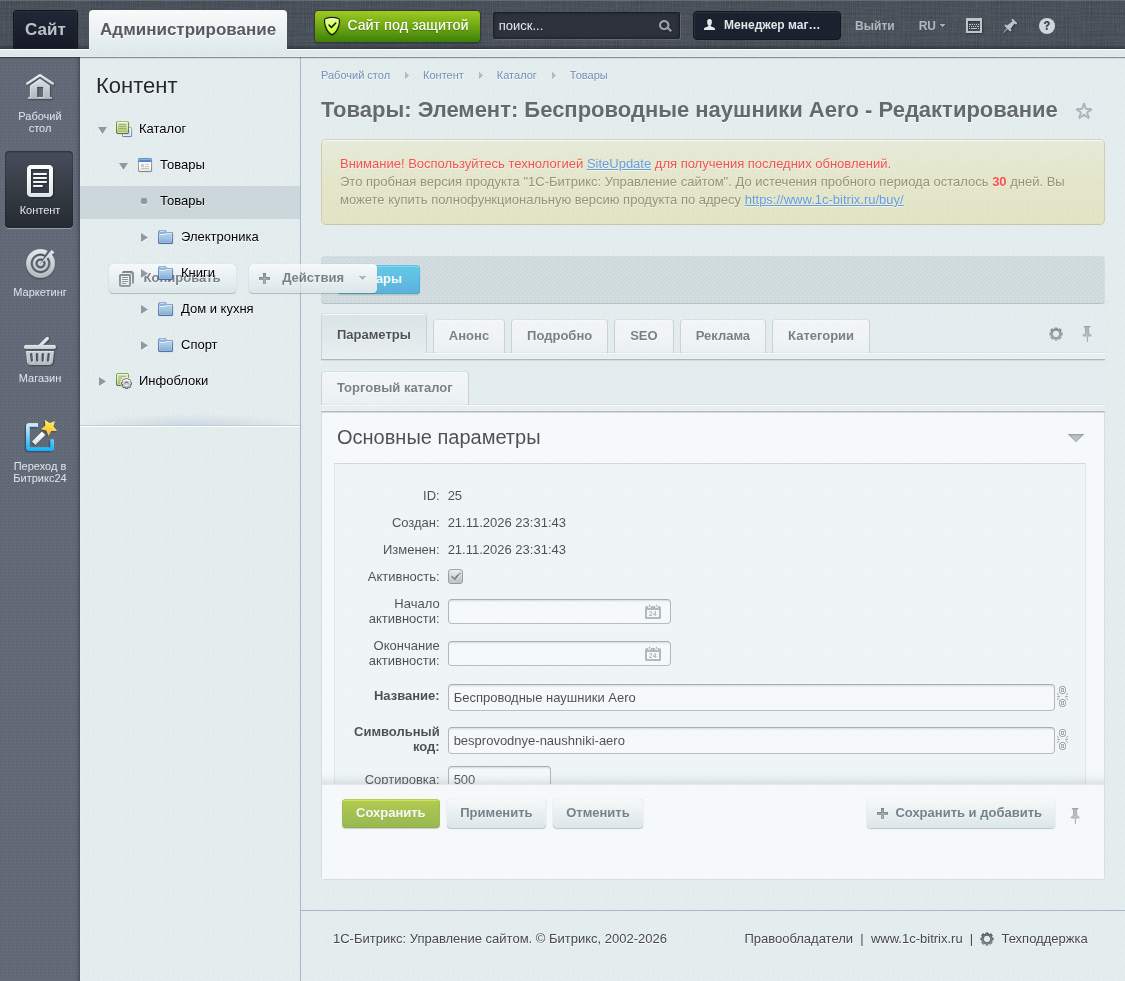 Сайт
Администрирование
Сайт под защитой
поиск...
Менеджер маг…
Выйти
RU
Рабочий стол
Контент
Маркетинг
Магазин
Переход в Битрикс24
Контент
Каталог
Товары
Товары
Электроника
Книги
Дом и кухня
Спорт
Инфоблоки
Рабочий стол
Контент
Каталог
Товары
Товары: Элемент: Беспроводные наушники Aero - Редактирование
Внимание! Воспользуйтесь технологией SiteUpdate для получения последних обновлений.
Это пробная версия продукта "1С-Битрикс: Управление сайтом". До истечения пробного периода осталось 30 дней. Вы
можете купить полнофункциональную версию продукта по адресу https://www.1c-bitrix.ru/buy/
Копировать
Действия
Параметры
Анонс
Подробно
SEO
Реклама
Категории
Торговый каталог
Основные параметры
ID: 25
Создан: 21.11.2026 23:31:43
Изменен: 21.11.2026 23:31:43
Активность:
Начало
активности:
24
Окончание
активности:
24
Название: Беспроводные наушники Aero
Символьный
код: besprovodnye-naushniki-aero
Сортировка: 500
Сохранить
Применить
Отменить
Сохранить и добавить
1С-Битрикс: Управление сайтом. © Битрикс, 2002-2026
Правообладатели | www.1c-bitrix.ru | Техподдержка